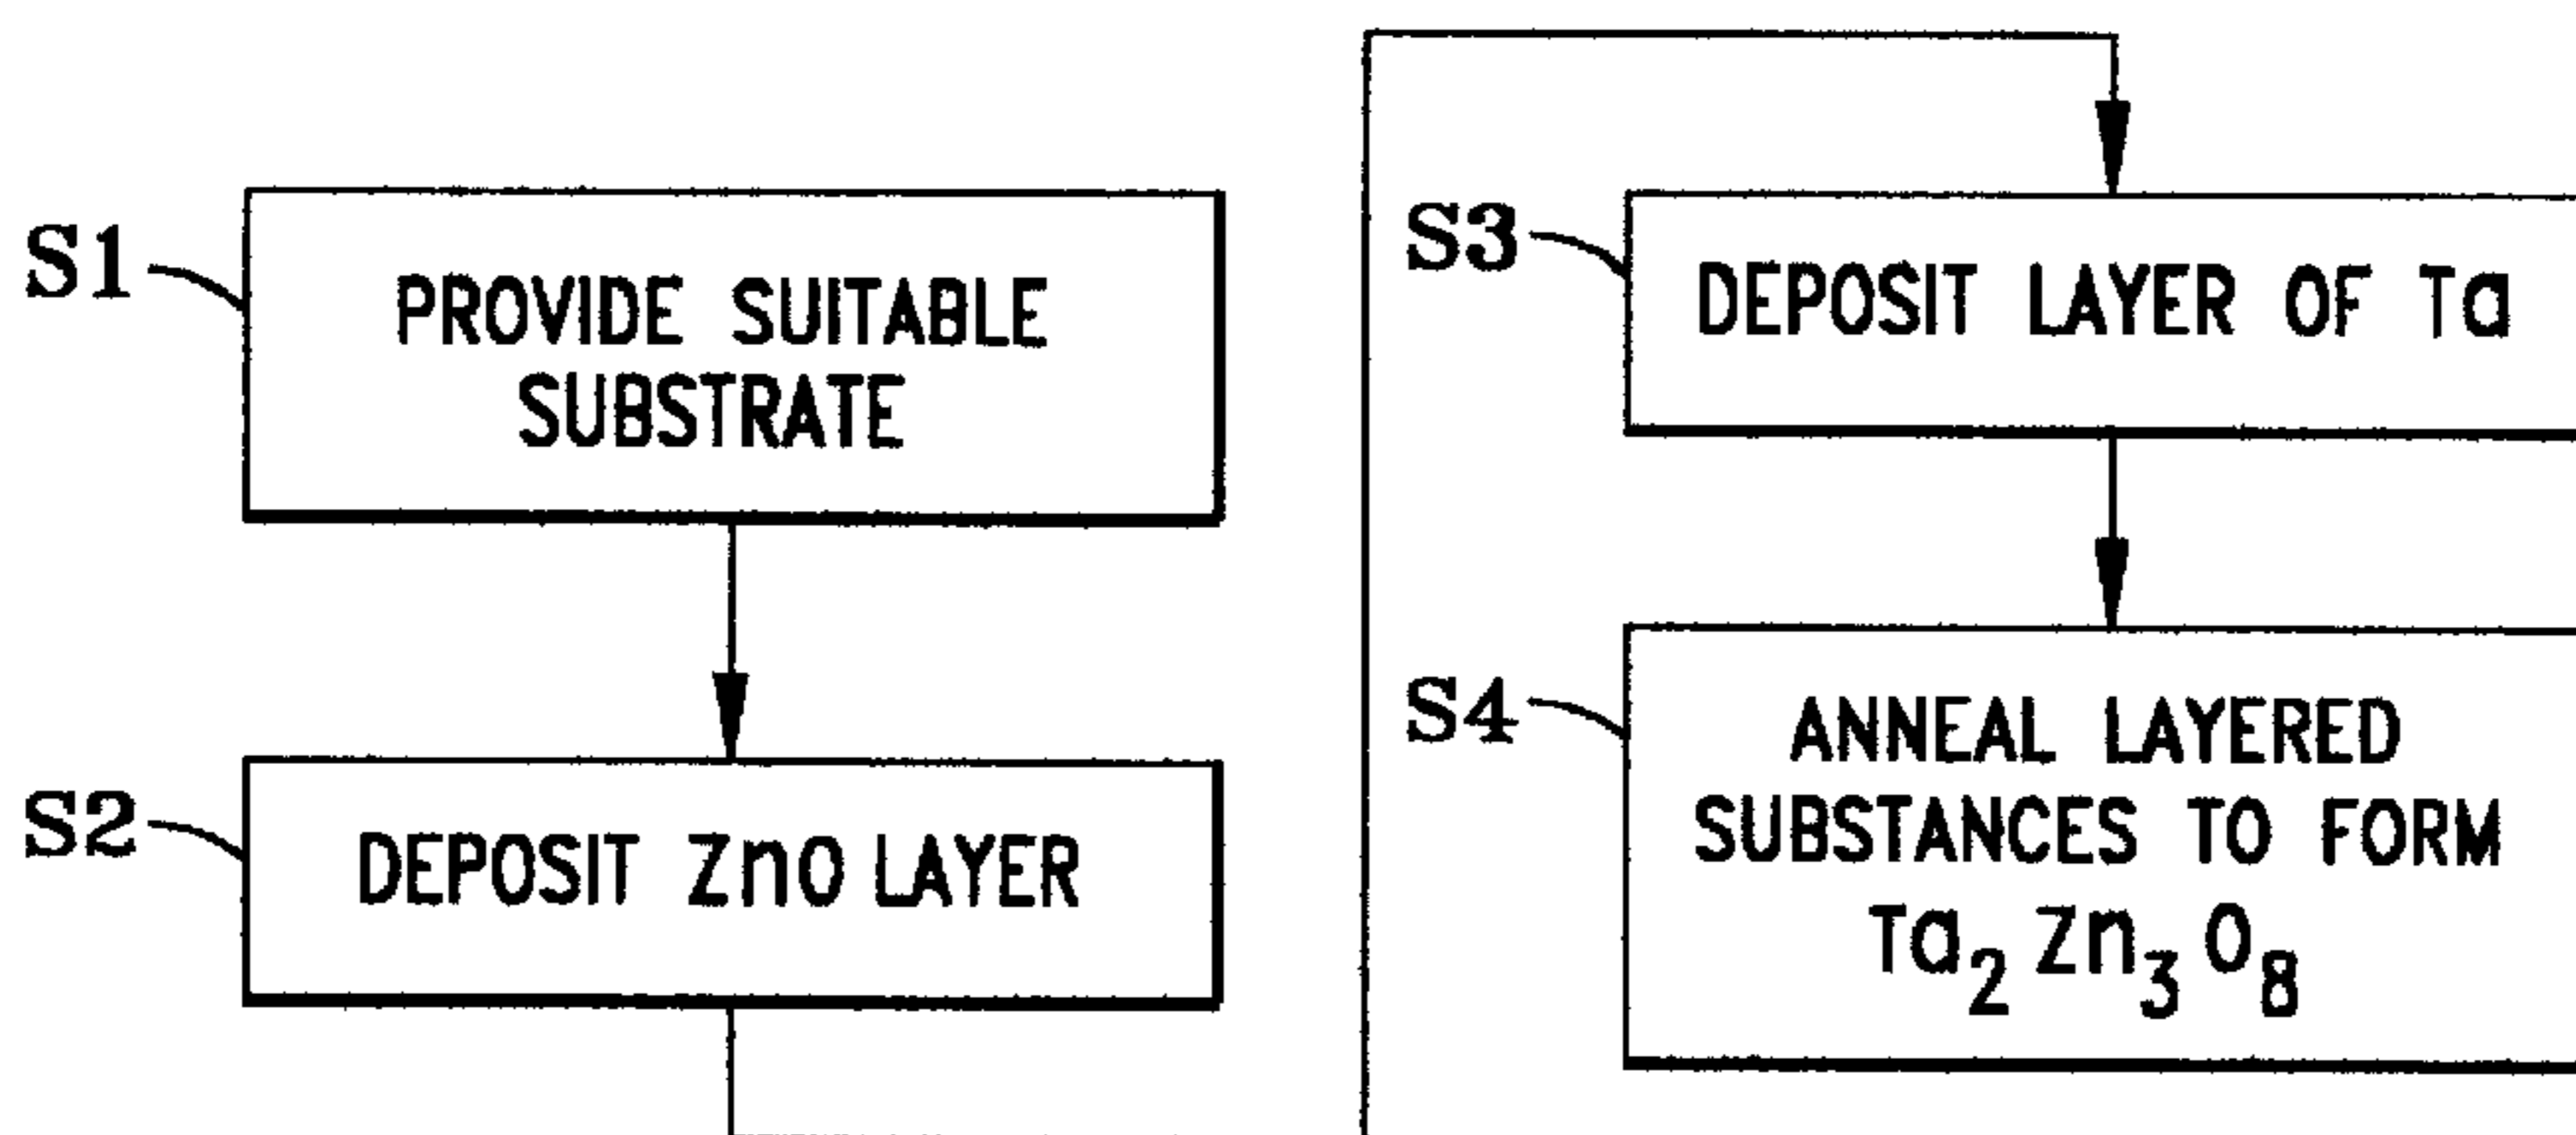 S1
PROVIDE SUITABLE
SUBSTRATE
S2
DEPOSIT ZnO LAYER
S3
DEPOSIT LAYER OF Ta
S4
ANNEAL LAYERED
SUBSTANCES TO FORM
Ta₂ Zn₃ O₈